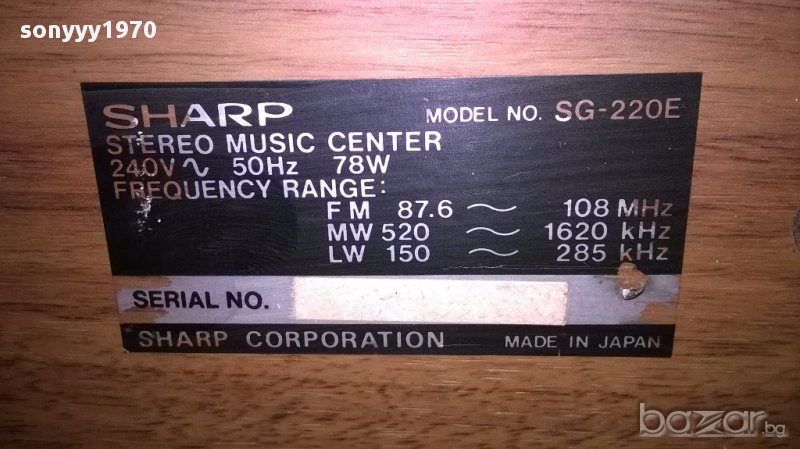 sonyyy1970
SHARP MODEL NO. SG-220E
STEREO MUSIC CENTER
240V ∿ 50Hz 78W
FREQUENCY RANGE:
FM 87.6 ~ 108 MHz
MW 520 ~ 1620 kHz
LW 150 ~ 285 kHz
SERIAL NO.
SHARP CORPORATION MADE IN JAPAN
bazar.bg